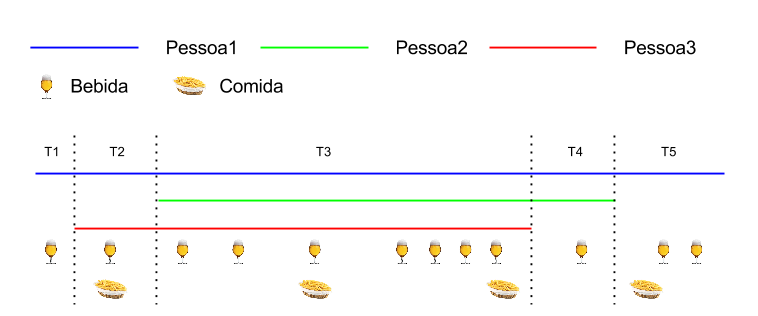 Pessoa1 Pessoa2 Pessoa3
Bebida Comida
T1 T2 T3 T4 T5